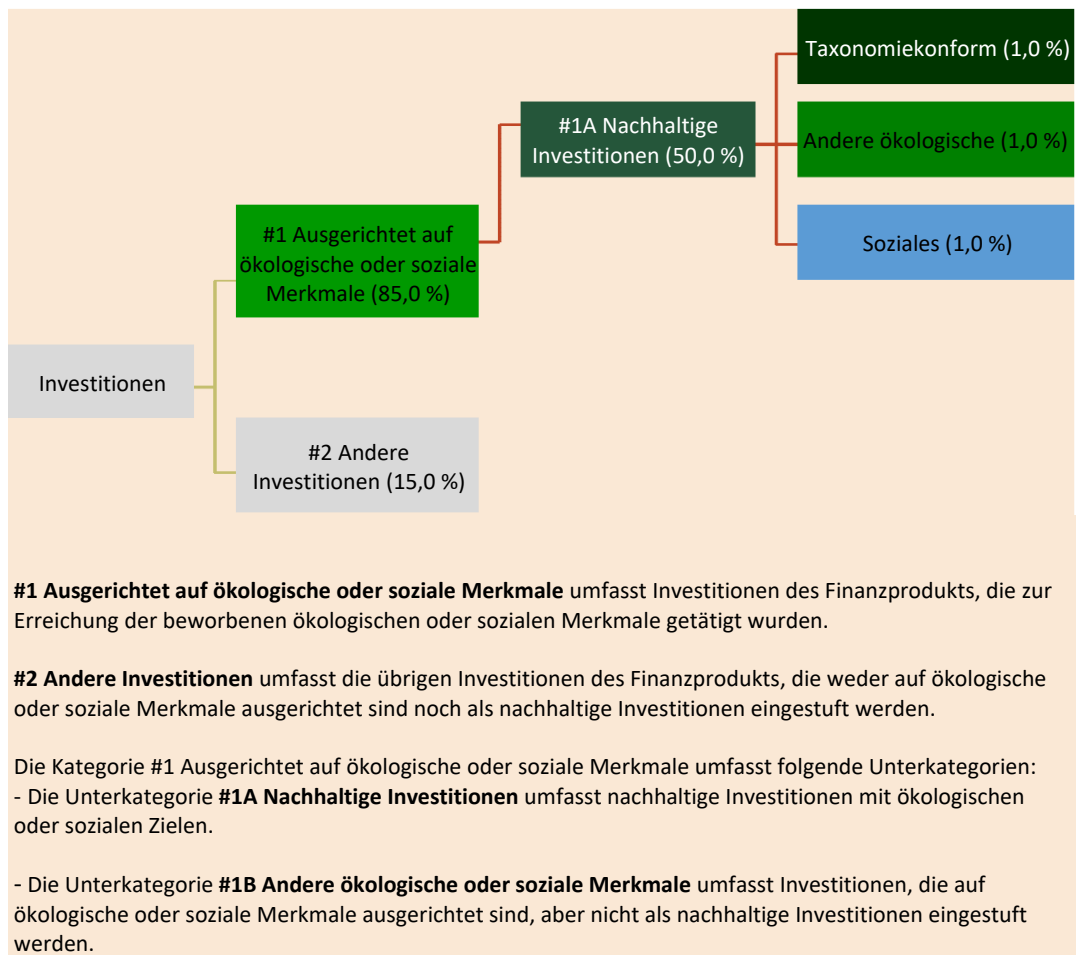 Taxonomiekonform (1,0 %)
#1A Nachhaltige
Investitionen (50,0 %)
Andere ökologische (1,0 %)
#1 Ausgerichtet auf
ökologische oder soziale
Merkmale (85,0 %)
Soziales (1,0 %)
Investitionen
#2 Andere
Investitionen (15,0 %)
#1 Ausgerichtet auf ökologische oder soziale Merkmale umfasst Investitionen des Finanzprodukts, die zur
Erreichung der beworbenen ökologischen oder sozialen Merkmale getätigt wurden.
#2 Andere Investitionen umfasst die übrigen Investitionen des Finanzprodukts, die weder auf ökologische
oder soziale Merkmale ausgerichtet sind noch als nachhaltige Investitionen eingestuft werden.
Die Kategorie #1 Ausgerichtet auf ökologische oder soziale Merkmale umfasst folgende Unterkategorien:
- Die Unterkategorie #1A Nachhaltige Investitionen umfasst nachhaltige Investitionen mit ökologischen
oder sozialen Zielen.
- Die Unterkategorie #1B Andere ökologische oder soziale Merkmale umfasst Investitionen, die auf
ökologische oder soziale Merkmale ausgerichtet sind, aber nicht als nachhaltige Investitionen eingestuft
werden.